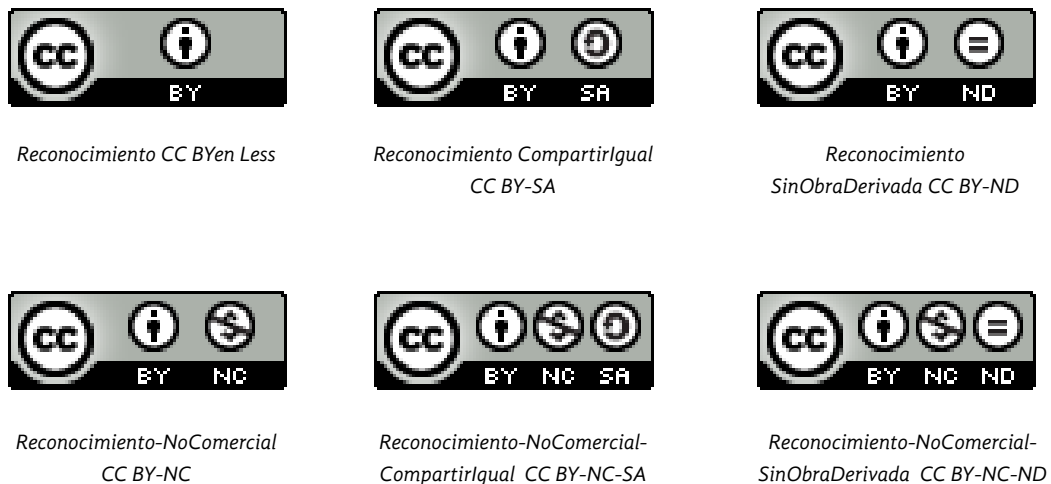 CC BY
CC BY SA
CC BY ND
Reconocimiento CC BYen Less
Reconocimiento CompartirIgual
CC BY-SA
Reconocimiento
SinObraDerivada CC BY-ND
CC BY NC
CC BY NC SA
CC BY NC ND
Reconocimiento-NoComercial
CC BY-NC
Reconocimiento-NoComercial-
CompartirIgual CC BY-NC-SA
Reconocimiento-NoComercial-
SinObraDerivada CC BY-NC-ND